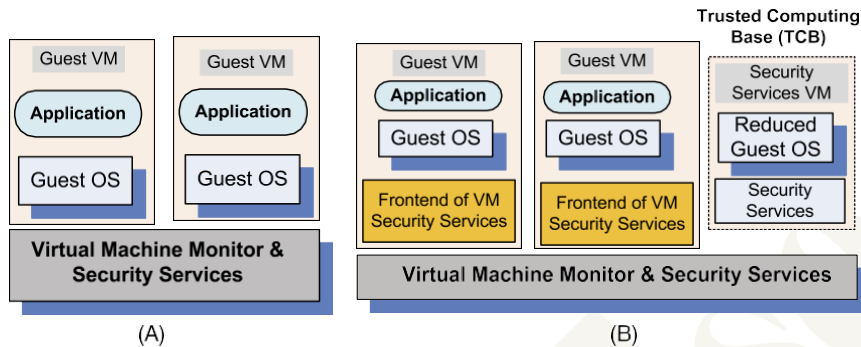 Guest VM
Application
Guest OS
Guest VM
Application
Guest OS
Virtual Machine Monitor &
Security Services
(A)
Guest VM
Application
Guest OS
Frontend of VM
Security Services
Guest VM
Application
Guest OS
Frontend of VM
Security Services
Trusted Computing
Base (TCB)
Security
Services VM
Reduced
Guest OS
Security
Services
Virtual Machine Monitor & Security Services
(B)